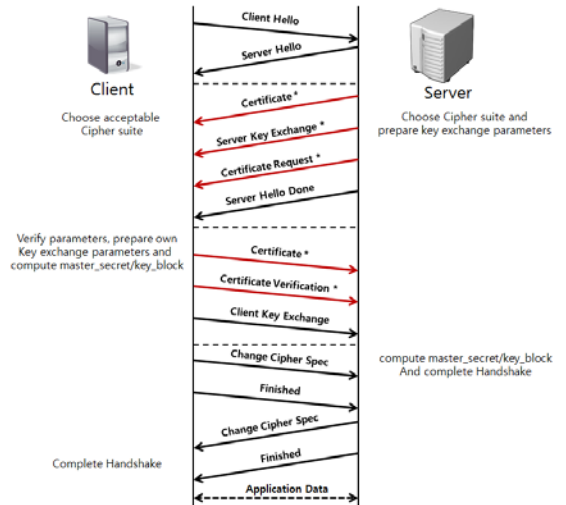 Client Hello
Server Hello
Client
Server
Choose acceptable
Cipher suite
Choose Cipher suite and
prepare key exchange parameters
Certificate *
Server Key Exchange *
Certificate Request *
Server Hello Done
Verify parameters, prepare own
Key exchange parameters and
compute master_secret/key_block
Certificate *
Certificate Verification *
Client Key Exchange
Change Cipher Spec
compute master_secret/key_block
And complete Handshake
Finished
Change Cipher Spec
Finished
Complete Handshake
Application Data